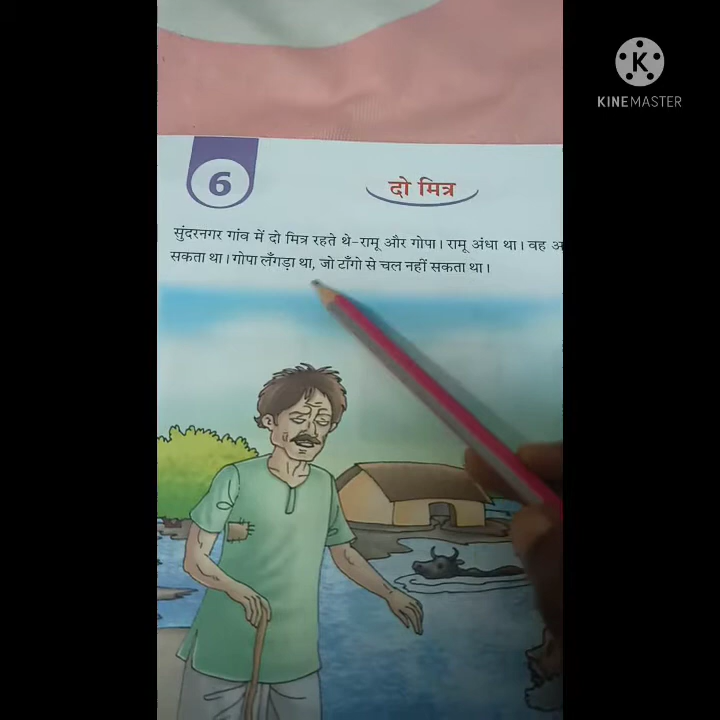 KINEMASTER
6
दो मित्र
सुंदरनगर गांव में दो मित्र रहते थे-रामू और गोपा। रामू अंधा था। वह
सकता था। गोपा लँगड़ा था, जो टाँगो से चल नहीं सकता था।